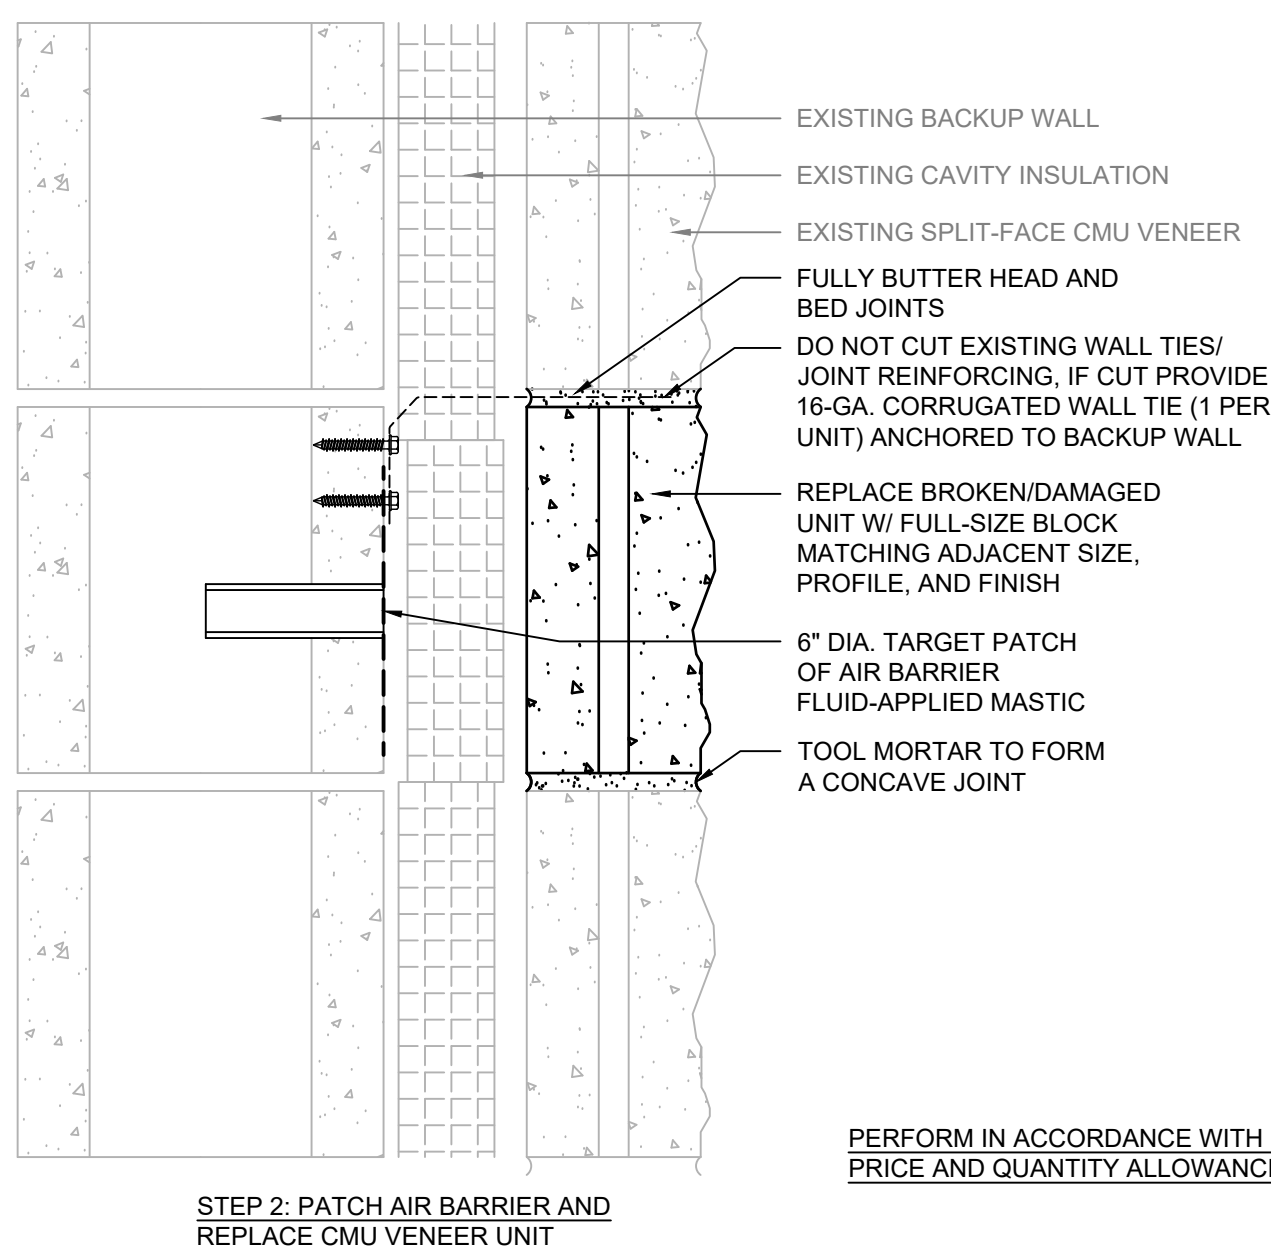 EXISTING BACKUP WALL
EXISTING CAVITY INSULATION
EXISTING SPLIT-FACE CMU VENEER
FULLY BUTTER HEAD AND
BED JOINTS
DO NOT CUT EXISTING WALL TIES/
JOINT REINFORCING, IF CUT PROVIDE
16-GA. CORRUGATED WALL TIE (1 PER
UNIT) ANCHORED TO BACKUP WALL
REPLACE BROKEN/DAMAGED
UNIT W/ FULL-SIZE BLOCK
MATCHING ADJACENT SIZE,
PROFILE, AND FINISH
6" DIA. TARGET PATCH
OF AIR BARRIER
FLUID-APPLIED MASTIC
TOOL MORTAR TO FORM
A CONCAVE JOINT
PERFORM IN ACCORDANCE WITH
PRICE AND QUANTITY
STEP 2: PATCH AIR BARRIER AND
REPLACE CMU VENEER UNIT